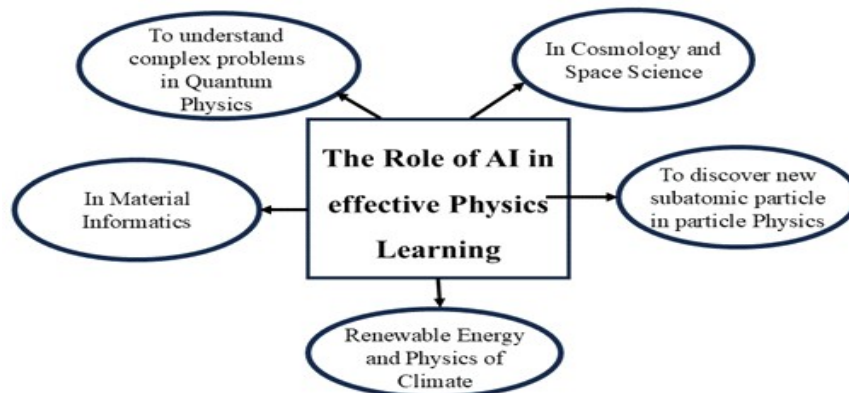 To understand
complex problems
in Quantum
Physics
In Cosmology and
Space Science
The Role of AI in
effective Physics
Learning
In Material
Informatics
To discover new
subatomic particle
in particle Physics
Renewable Energy
and Physics of
Climate